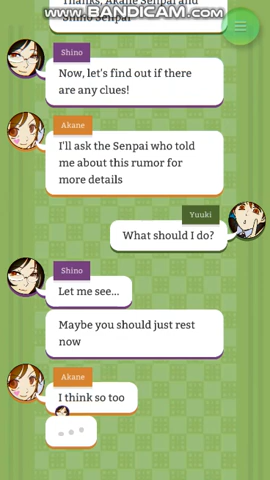 Thanks, Akane Senpai and
Shino Senpai
www.BANDICAM.com
Shino
Now, let's find out if there
are any clues!
Akane
I'll ask the Senpai who told
me about this rumor for
more details
Yuuki
What should I do?
Shino
Let me see...
Maybe you should just rest
now
Akane
I think so too